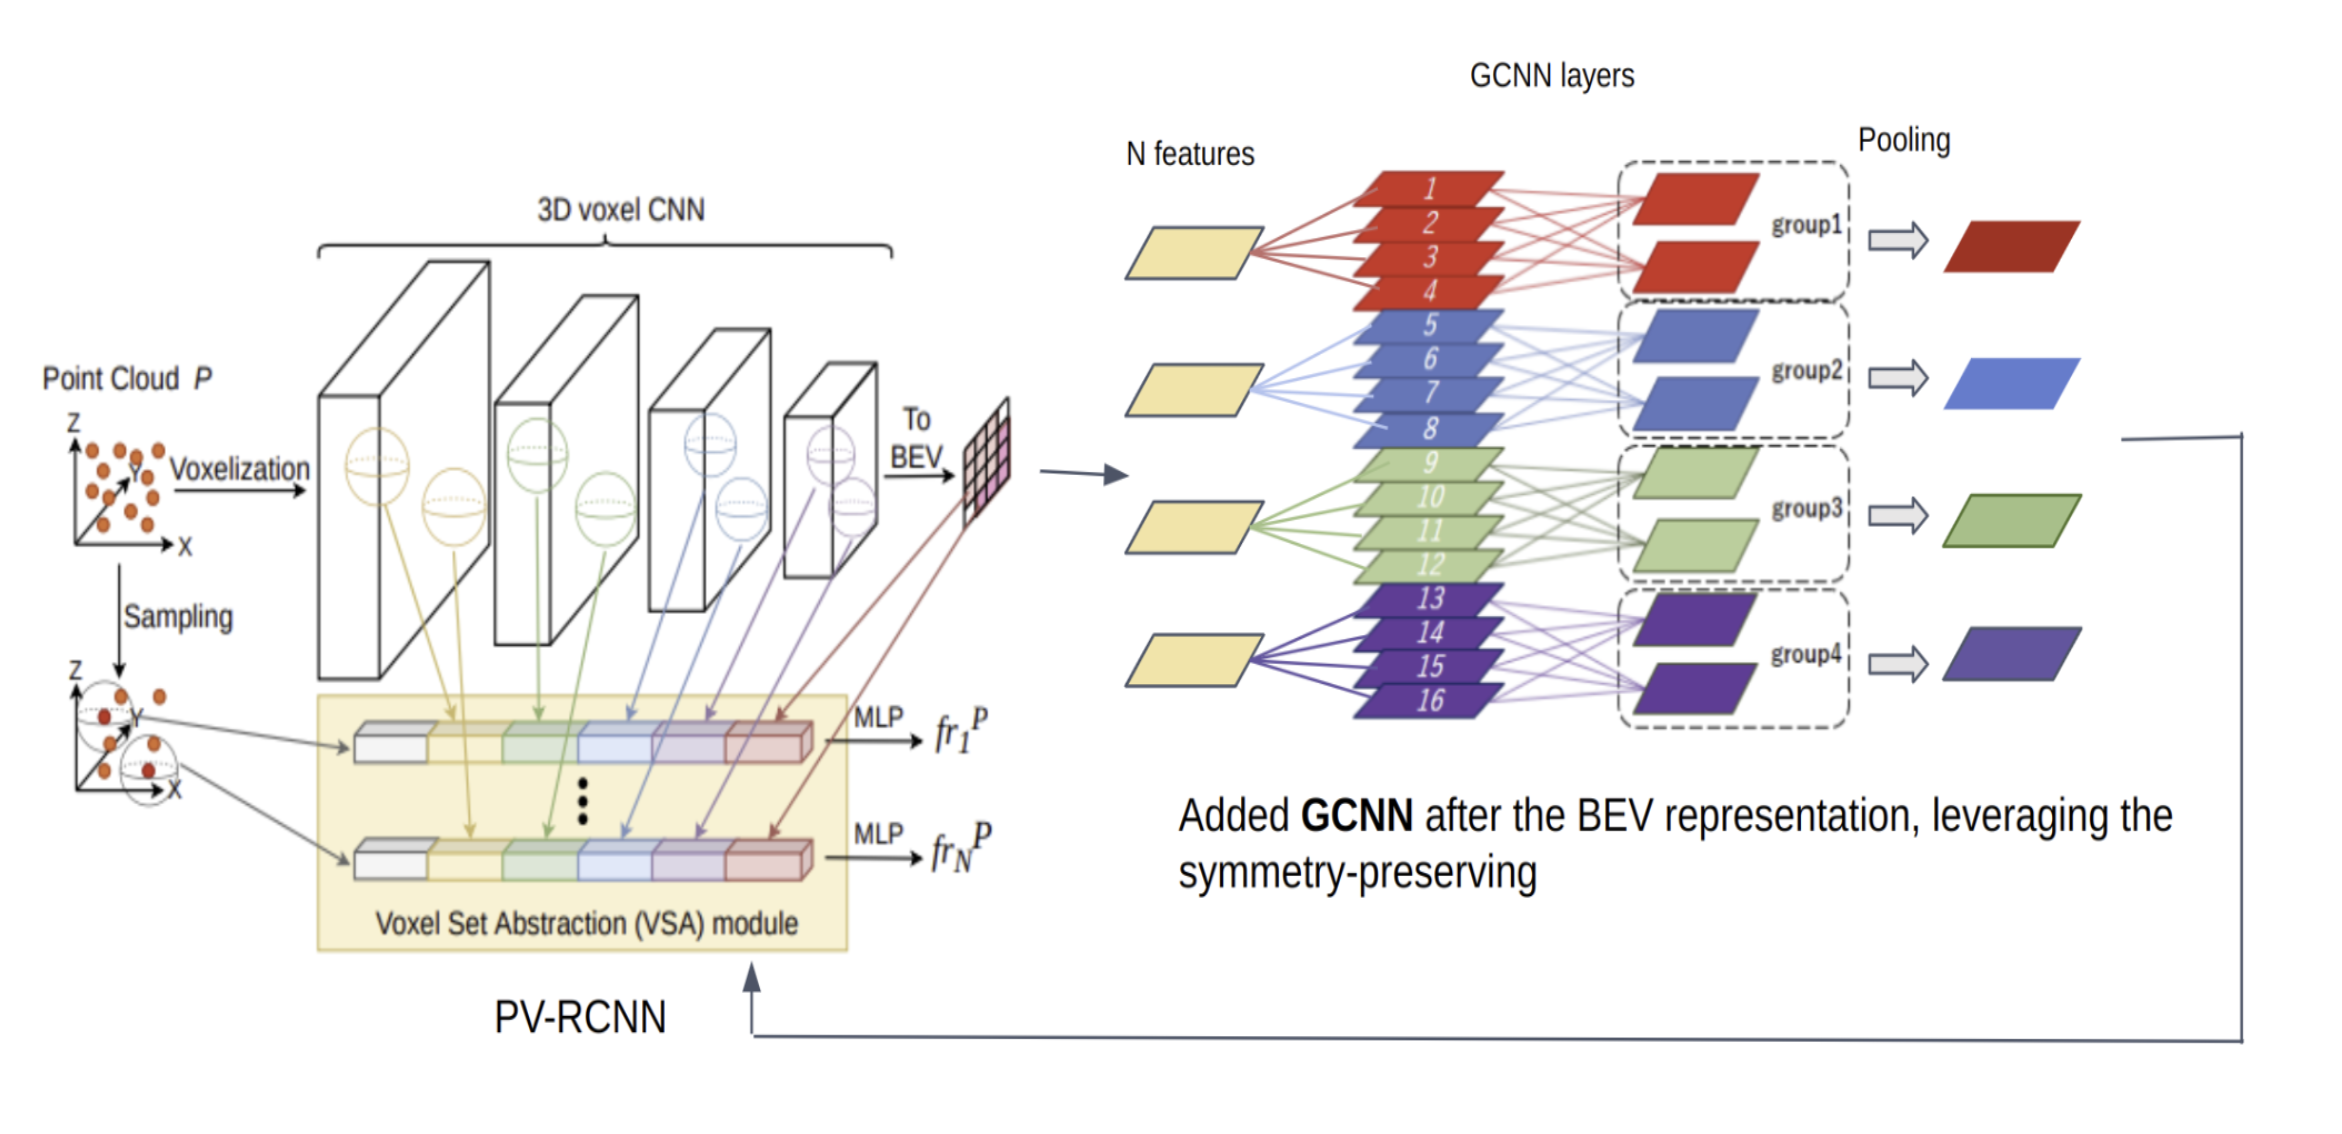 GCNN layers
N features
Pooling
3D voxel CNN
Point Cloud P
Z
Y
X
Voxelization
To
BEV
Sampling
Z
Y
X
1
2
3
4
5
6
7
8
9
10
11
12
13
14
15
16
group1
group2
group3
group4
MLP
fr₁ᴾ
MLP
fr_Nᴾ
Voxel Set Abstraction (VSA) module
PV-RCNN
Added GCNN after the BEV representation, leveraging the
symmetry-preserving